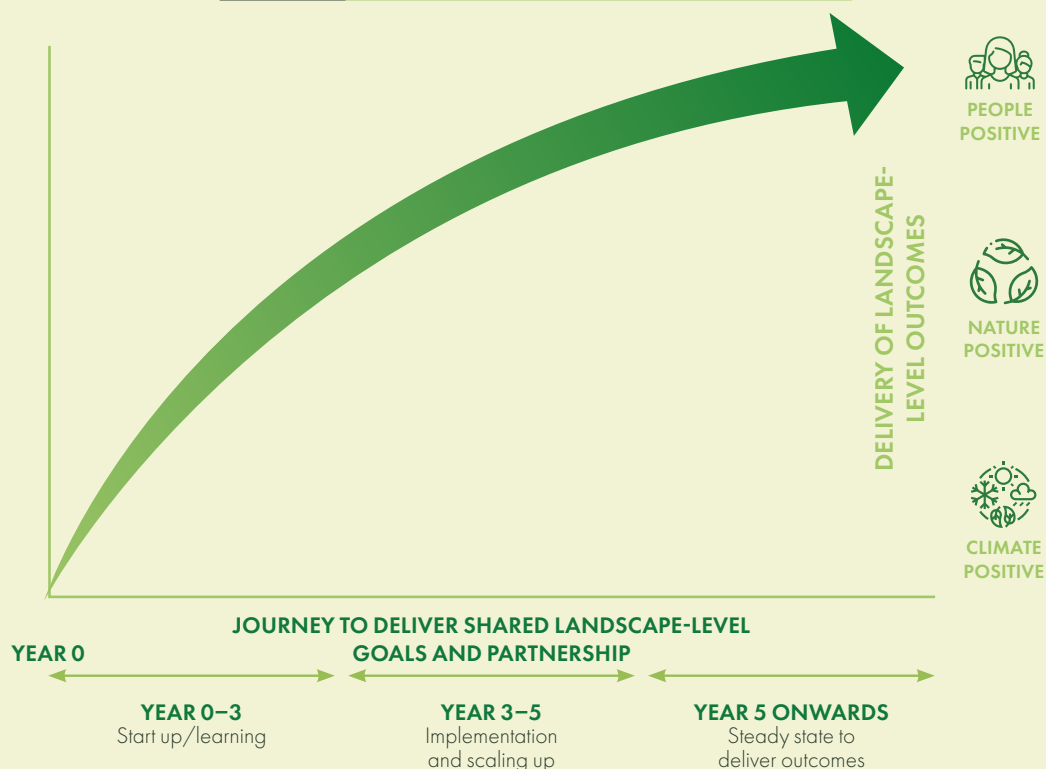 PEOPLE
POSITIVE
DELIVERY OF LANDSCAPE-
LEVEL OUTCOMES
NATURE
POSITIVE
CLIMATE
POSITIVE
JOURNEY TO DELIVER SHARED LANDSCAPE-LEVEL
GOALS AND PARTNERSHIP
YEAR 0
YEAR 0–3
Start up/learning
YEAR 3–5
Implementation
and scaling up
YEAR 5 ONWARDS
Steady state to
deliver outcomes